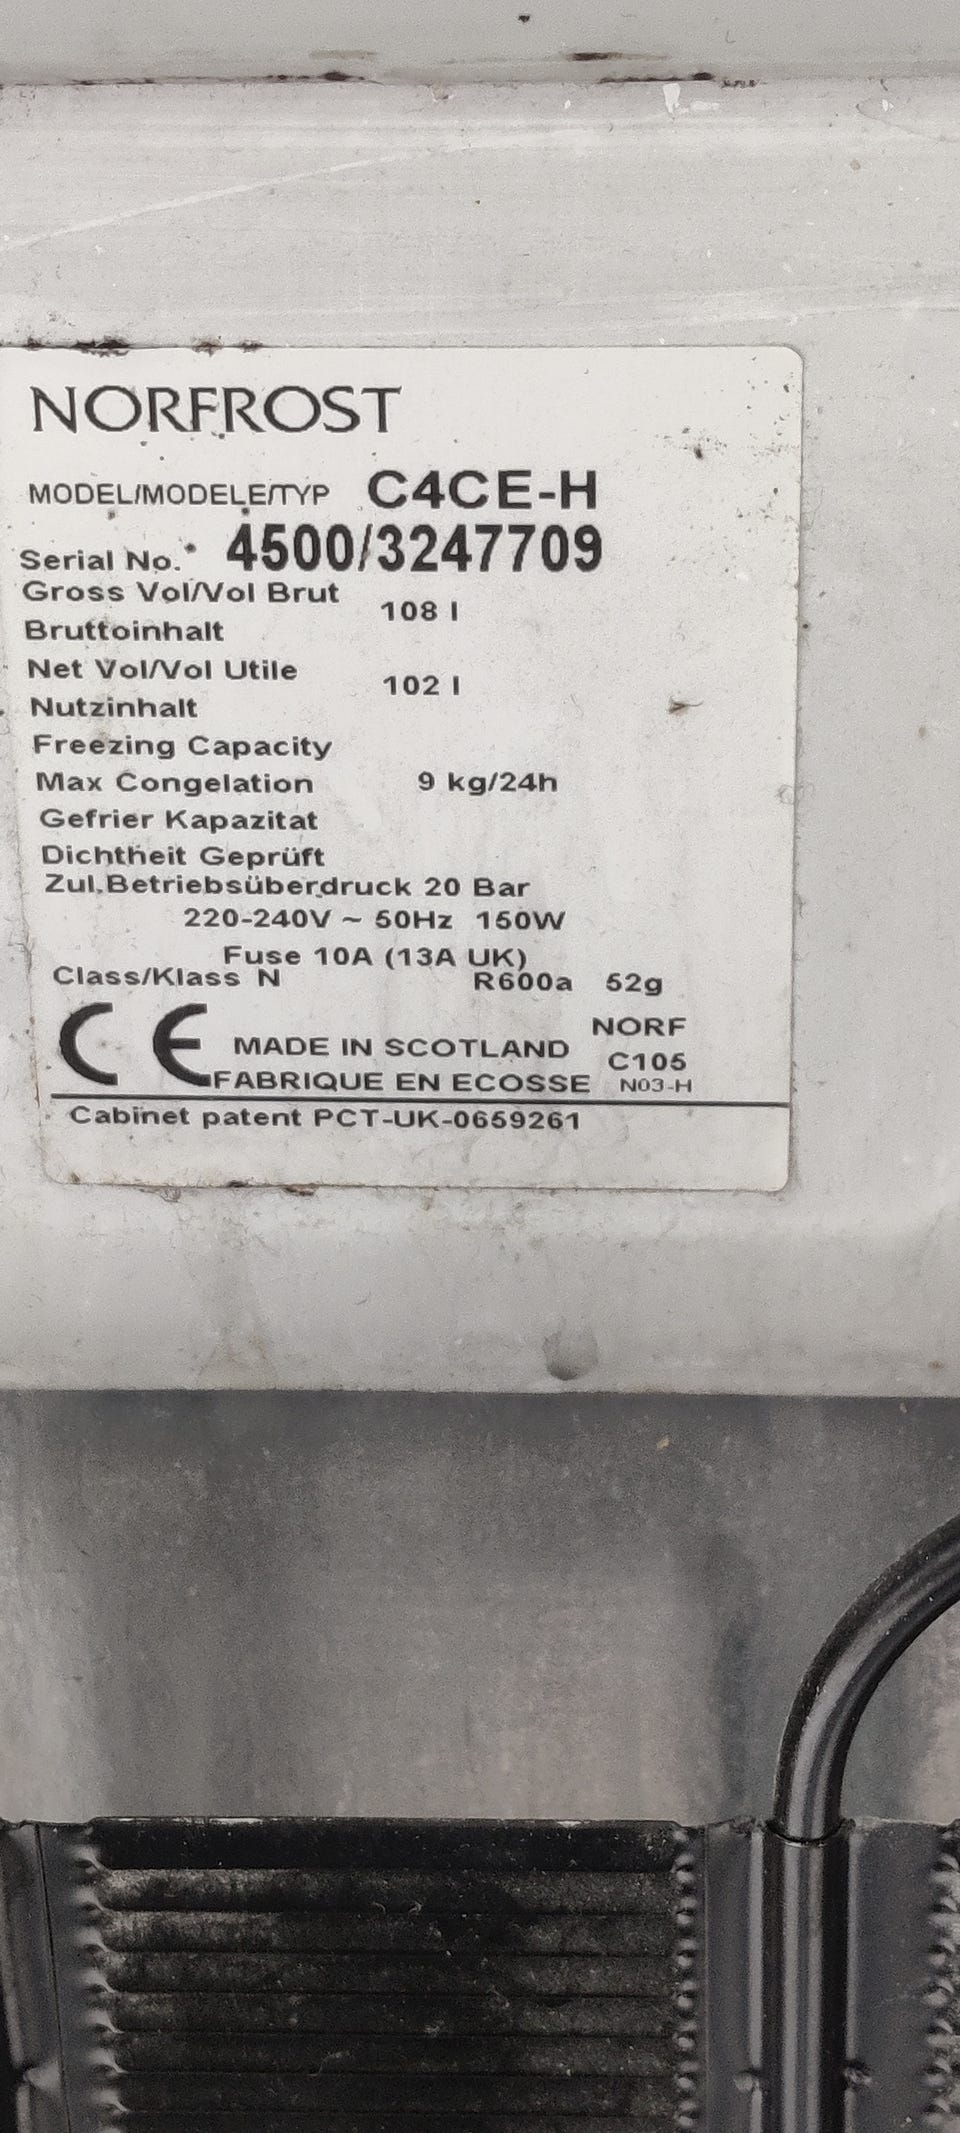 NORFROST
MODEL/MODELE/TYP C4CE-H
Serial No. 4500/3247709
Gross Vol/Vol Brut
108 l
Bruttoinhalt
Net Vol/Vol Utile
102 l
Nutzinhalt
Freezing Capacity
Max Congelation 9 kg/24h
Gefrier Kapazitat
Dichtheit Geprüft
Zul.Betriebsüberdruck 20 Bar
220-240V ~ 50Hz 150W
Fuse 10A (13A UK)
Class/Klass N R600a 52g
CE MADE IN SCOTLAND NORF
FABRIQUE EN ECOSSE C105
N03-H
Cabinet patent PCT-UK-0659261